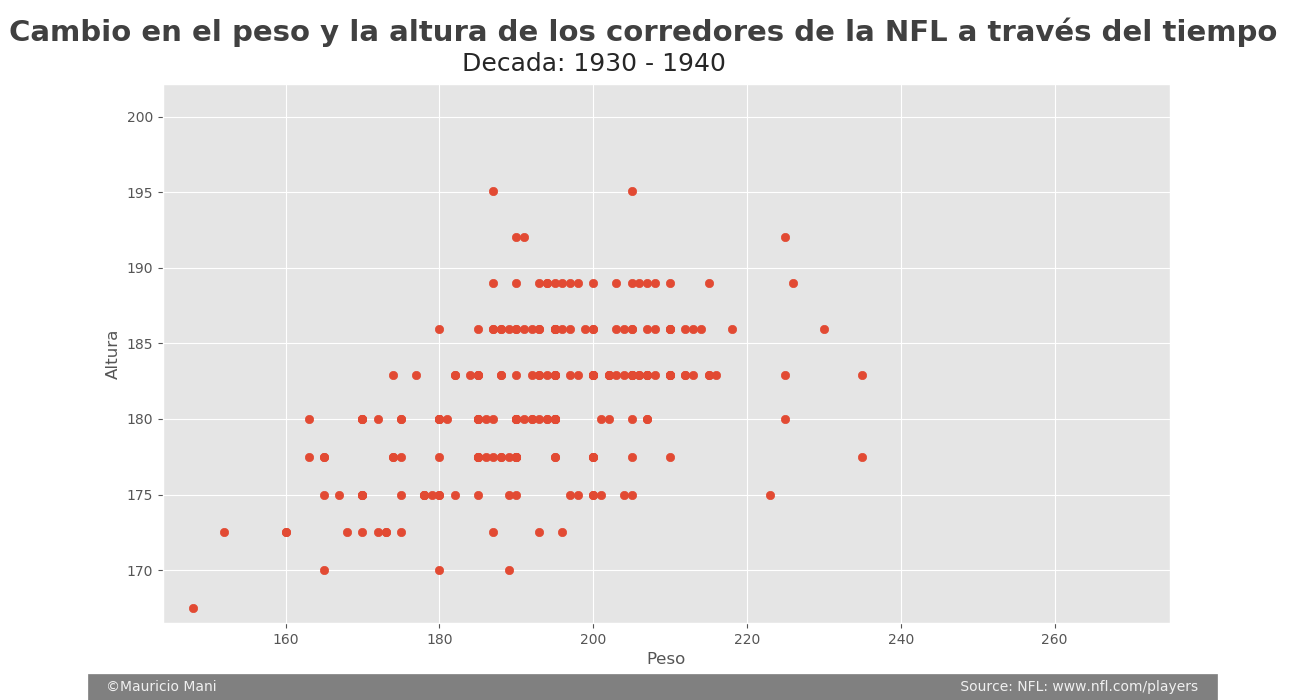 Cambio en el peso y la altura de los corredores de la NFL a través del tiempo
Decada: 1930 - 1940
200
195
190
185
180
175
170
Altura
160 180 200 220 240 260
Peso
©Mauricio Mani Source: NFL: www.nfl.com/players